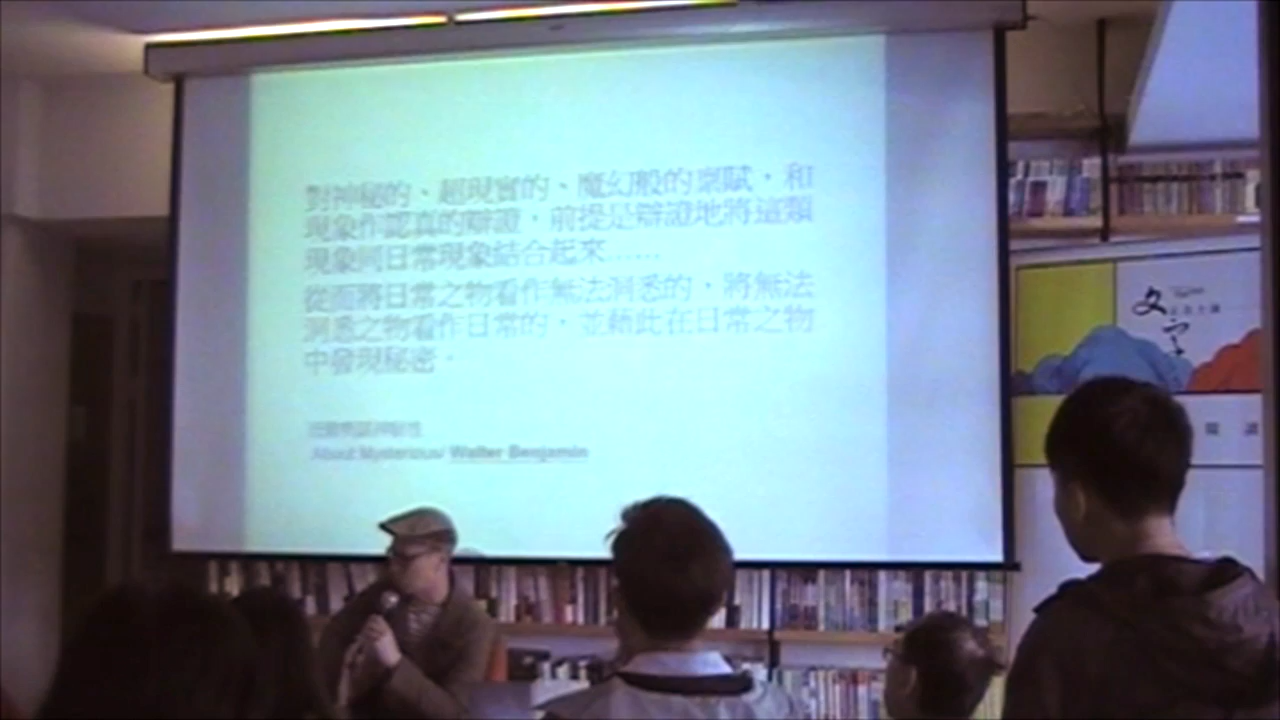 對神秘的、超現實的、魔幻般的稟賦,和
現象作認真的辯證,前提是辯證地將這類
現象同日常現象結合起來……
從而將日常之物看作無法洞悉的,將無法
洞悉之物看作日常的,並藉此在日常之物
中發現秘密。
About Mysterious/ Walter Benjamin
文
字